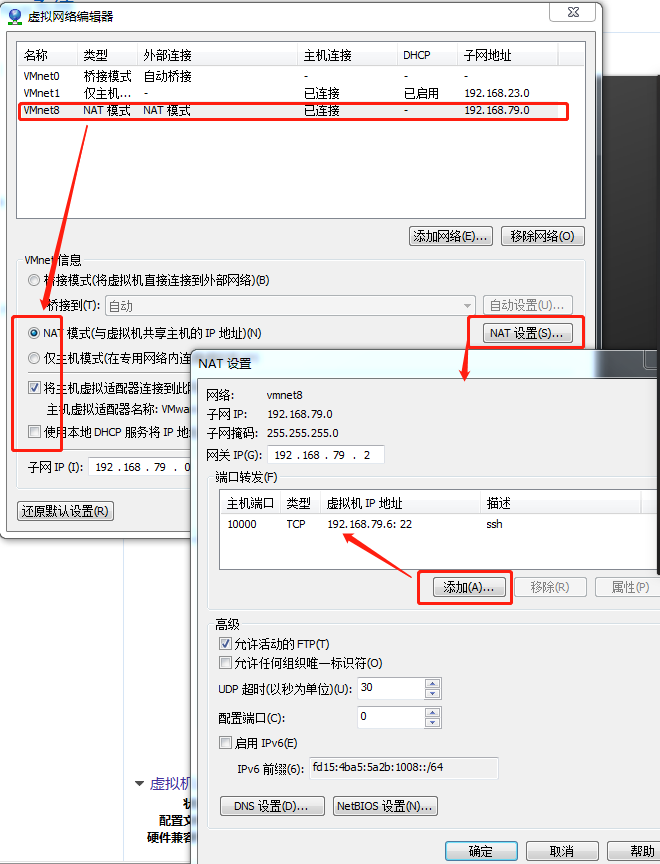 虚拟网络编辑器
名称 类型 外部连接 主机连接 DHCP 子网地址
VMnet0 桥接模式 自动桥接 - - -
VMnet1 仅主机... - 已连接 已启用 192.168.23.0
VMnet8 NAT 模式 NAT 模式 已连接 - 192.168.79.0
添加网络(E)... 移除网络(O)
VMnet 信息
桥接模式(将虚拟机直接连接到外部网络)(B)
桥接到(T): 自动 自动设置(U)...
NAT 模式(与虚拟机共享主机的 IP 地址)(N) NAT 设置(S)...
仅主机模式(在专用网络内连
将主机虚拟适配器连接到此
主机虚拟适配器名称: VMwa
使用本地 DHCP 服务将 IP 地
子网 IP (I): 192 . 168 . 79 . 0
还原默认设置(R)
NAT 设置
网络: vmnet8
子网 IP: 192.168.79.0
子网掩码: 255.255.255.0
网关 IP(G): 192 . 168 . 79 . 2
端口转发(F)
主机端口 类型 虚拟机 IP 地址 描述
10000 TCP 192.168.79.6: 22 ssh
添加(A)... 移除(R) 属性(P)
高级
允许活动的 FTP(T)
允许任何组织唯一标识符(O)
UDP 超时(以秒为单位)(U): 30
配置端口(C): 0
启用 IPv6(E)
IPv6 前缀(6): fd15:4ba5:5a2b:1008::/64
DNS 设置(D)... NetBIOS 设置(N)...
确定 取消 帮助
虚拟机
配置文
硬件兼容